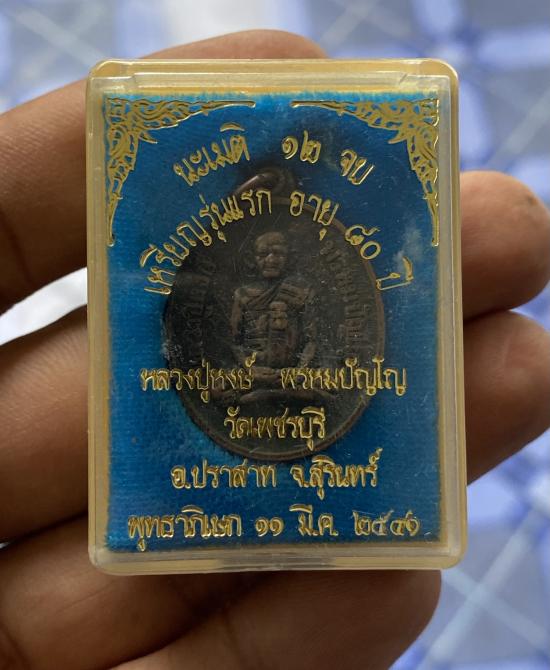 นะเมติ ๑๒ จบ
เหรียญรุ่นแรก อายุ ๘๐ ปี
หลวงปู่หงษ์ พรหมปัญโญ
วัดเพชรบุรี
อ.ปราสาท จ.สุรินทร์
พุทธาภิเษก ๑๑ มี.ค. ๒๕๔๑